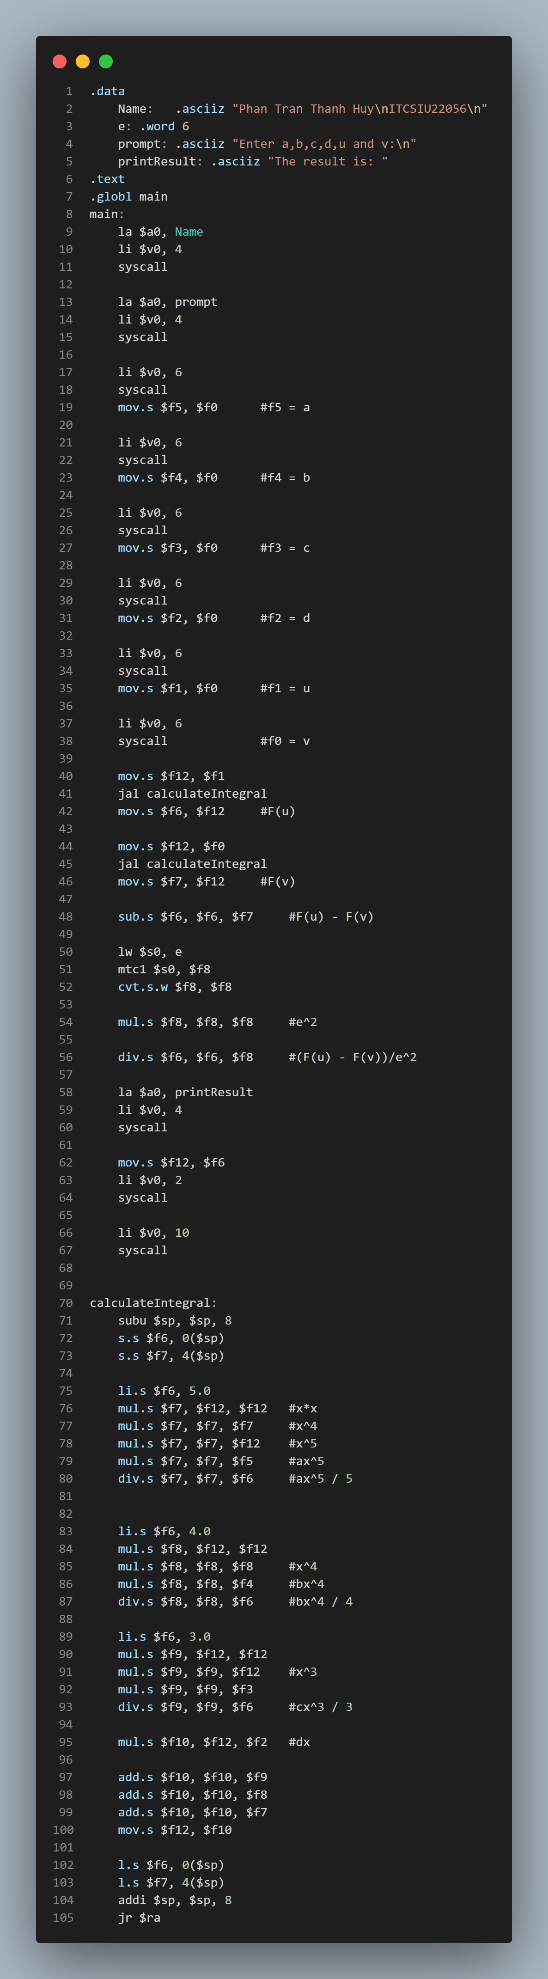 1 .data
2 Name:   .asciiz "Phan Tran Thanh Huy\nITCSIU22056\n"
3 e: .word 6
4 prompt: .asciiz "Enter a,b,c,d,u and v:\n"
5 printResult: .asciiz "The result is: "
6 .text
7 .globl main
8 main:
9 la $a0, Name
10 li $v0, 4
11 syscall
12
13 la $a0, prompt
14 li $v0, 4
15 syscall
16
17 li $v0, 6
18 syscall
19 mov.s $f5, $f0      #f5 = a
20
21 li $v0, 6
22 syscall
23 mov.s $f4, $f0      #f4 = b
24
25 li $v0, 6
26 syscall
27 mov.s $f3, $f0      #f3 = c
28
29 li $v0, 6
30 syscall
31 mov.s $f2, $f0      #f2 = d
32
33 li $v0, 6
34 syscall
35 mov.s $f1, $f0      #f1 = u
36
37 li $v0, 6
38 syscall             #f0 = v
39
40 mov.s $f12, $f1
41 jal calculateIntegral
42 mov.s $f6, $f12     #F(u)
43
44 mov.s $f12, $f0
45 jal calculateIntegral
46 mov.s $f7, $f12     #F(v)
47
48 sub.s $f6, $f6, $f7     #F(u) - F(v)
49
50 lw $s0, e
51 mtc1 $s0, $f8
52 cvt.s.w $f8, $f8
53
54 mul.s $f8, $f8, $f8     #e^2
55
56 div.s $f6, $f6, $f8     #(F(u) - F(v))/e^2
57
58 la $a0, printResult
59 li $v0, 4
60 syscall
61
62 mov.s $f12, $f6
63 li $v0, 2
64 syscall
65
66 li $v0, 10
67 syscall
68
69
70 calculateIntegral:
71 subu $sp, $sp, 8
72 s.s $f6, 0($sp)
73 s.s $f7, 4($sp)
74
75 li.s $f6, 5.0
76 mul.s $f7, $f12, $f12   #x*x
77 mul.s $f7, $f7, $f7     #x^4
78 mul.s $f7, $f7, $f12    #x^5
79 mul.s $f7, $f7, $f5     #ax^5
80 div.s $f7, $f7, $f6     #ax^5 / 5
81
82
83 li.s $f6, 4.0
84 mul.s $f8, $f12, $f12
85 mul.s $f8, $f8, $f8     #x^4
86 mul.s $f8, $f8, $f4     #bx^4
87 div.s $f8, $f8, $f6     #bx^4 / 4
88
89 li.s $f6, 3.0
90 mul.s $f9, $f12, $f12
91 mul.s $f9, $f9, $f12    #x^3
92 mul.s $f9, $f9, $f3
93 div.s $f9, $f9, $f6     #cx^3 / 3
94
95 mul.s $f10, $f12, $f2   #dx
96
97 add.s $f10, $f10, $f9
98 add.s $f10, $f10, $f8
99 add.s $f10, $f10, $f7
100 mov.s $f12, $f10
101
102 l.s $f6, 0($sp)
103 l.s $f7, 4($sp)
104 addi $sp, $sp, 8
105 jr $ra